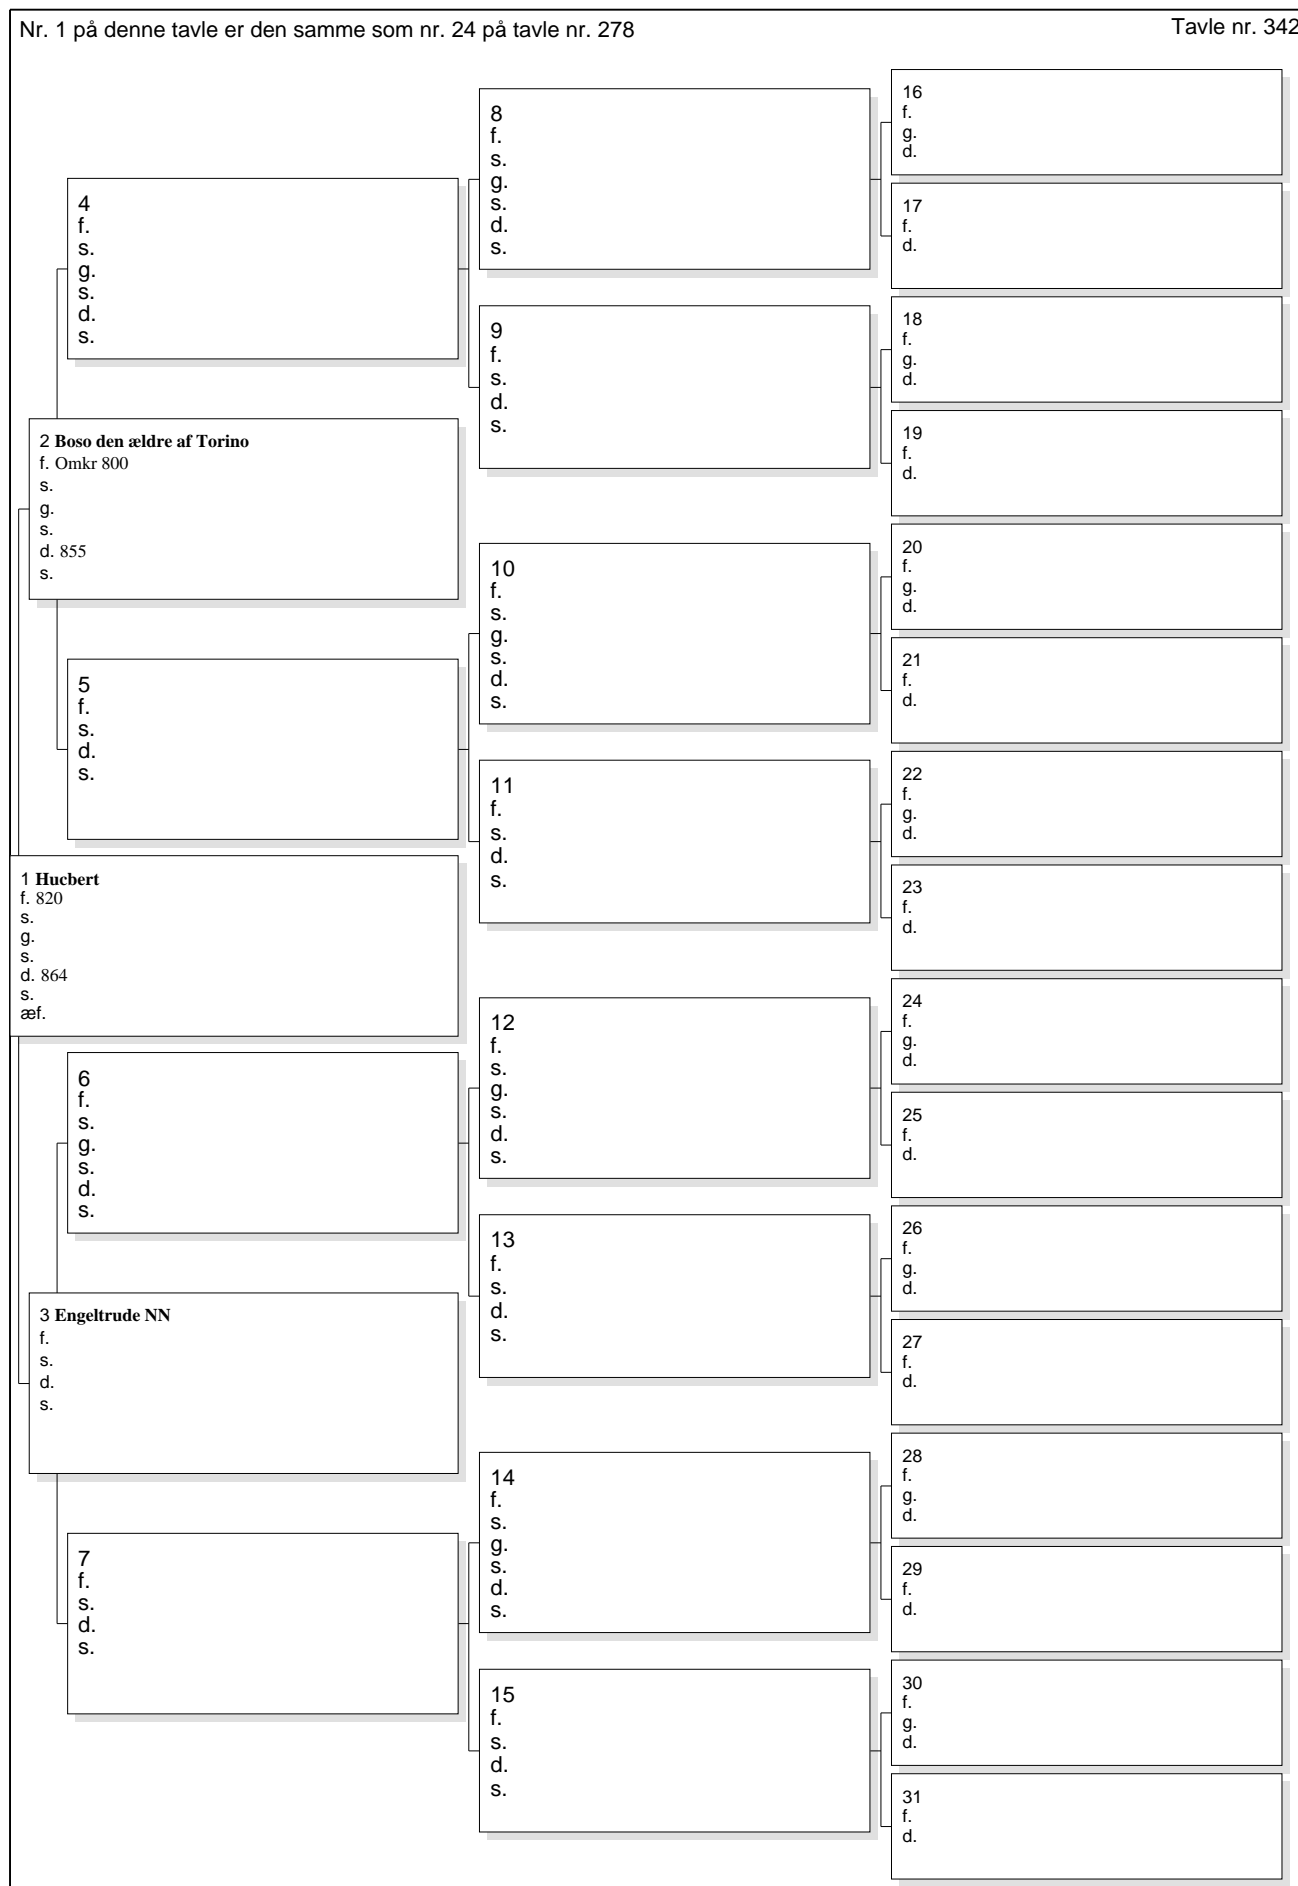 Nr. 1 på denne tavle er den samme som nr. 24 på tavle nr. 278
Tavle nr. 342
4
f.
s.
g.
s.
d.
s.
2 Boso den ældre af Torino
f. Omkr 800
s.
g.
s.
d. 855
s.
5
f.
s.
d.
s.
1 Hucbert
f. 820
s.
g.
s.
d. 864
s.
æf.
6
f.
s.
g.
s.
d.
s.
3 Engeltrude NN
f.
s.
d.
s.
7
f.
s.
d.
s.
8
f.
s.
g.
s.
d.
s.
9
f.
s.
d.
s.
10
f.
s.
g.
s.
d.
s.
11
f.
s.
d.
s.
12
f.
s.
g.
s.
d.
s.
13
f.
s.
d.
s.
14
f.
s.
g.
s.
d.
s.
15
f.
s.
d.
s.
16
f.
g.
d.
17
f.
d.
18
f.
g.
d.
19
f.
d.
20
f.
g.
d.
21
f.
d.
22
f.
g.
d.
23
f.
d.
24
f.
g.
d.
25
f.
d.
26
f.
g.
d.
27
f.
d.
28
f.
g.
d.
29
f.
d.
30
f.
g.
d.
31
f.
d.